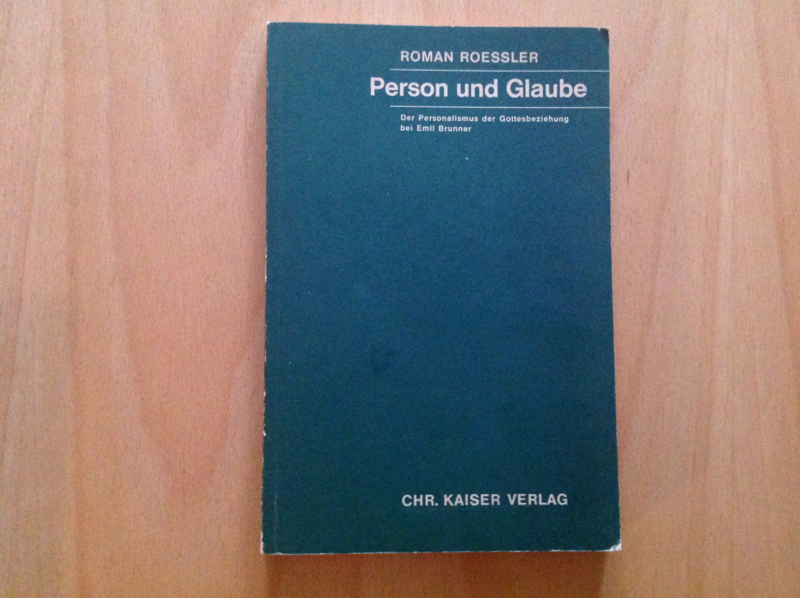 ROMAN ROESSLER
Person und Glaube
Der Personalismus der Gottesbeziehung
bei Emil Brunner
CHR. KAISER VERLAG